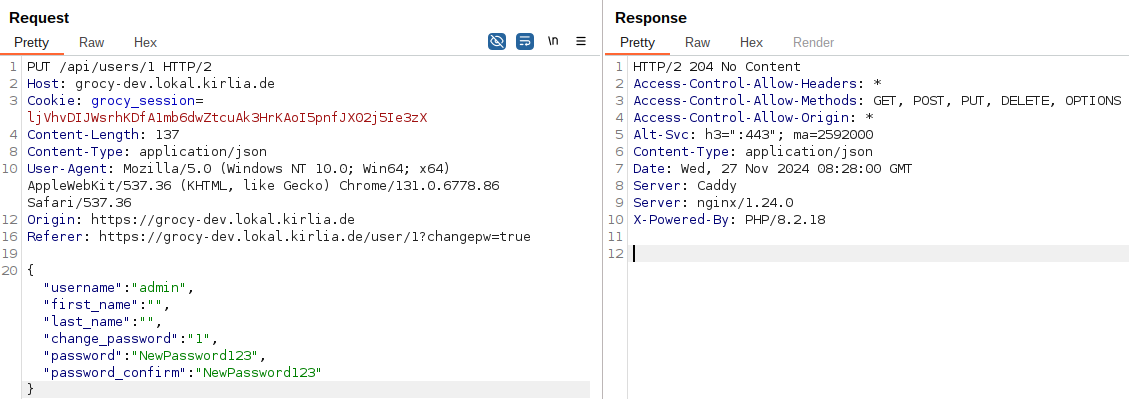 Request
Pretty Raw Hex \n
1 PUT /api/users/1 HTTP/2
2 Host: grocy-dev.lokal.kirlia.de
3 Cookie: grocy_session=
ljVhvDIJWsrhKDfA1mb6dwZtcuAk3HrKAoI5pnfJX02j5Ie3zX
4 Content-Length: 137
8 Content-Type: application/json
10 User-Agent: Mozilla/5.0 (Windows NT 10.0; Win64; x64)
AppleWebKit/537.36 (KHTML, like Gecko) Chrome/131.0.6778.86
Safari/537.36
12 Origin: https://grocy-dev.lokal.kirlia.de
16 Referer: https://grocy-dev.lokal.kirlia.de/user/1?changepw=true
19
20 {
"username":"admin",
"first_name":"",
"last_name":"",
"change_password":"1",
"password":"NewPassword123",
"password_confirm":"NewPassword123"
}
Response
Pretty Raw Hex Render
1 HTTP/2 204 No Content
2 Access-Control-Allow-Headers: *
3 Access-Control-Allow-Methods: GET, POST, PUT, DELETE, OPTIONS
4 Access-Control-Allow-Origin: *
5 Alt-Svc: h3=":443"; ma=2592000
6 Content-Type: application/json
7 Date: Wed, 27 Nov 2024 08:28:00 GMT
8 Server: Caddy
9 Server: nginx/1.24.0
10 X-Powered-By: PHP/8.2.18
11
12